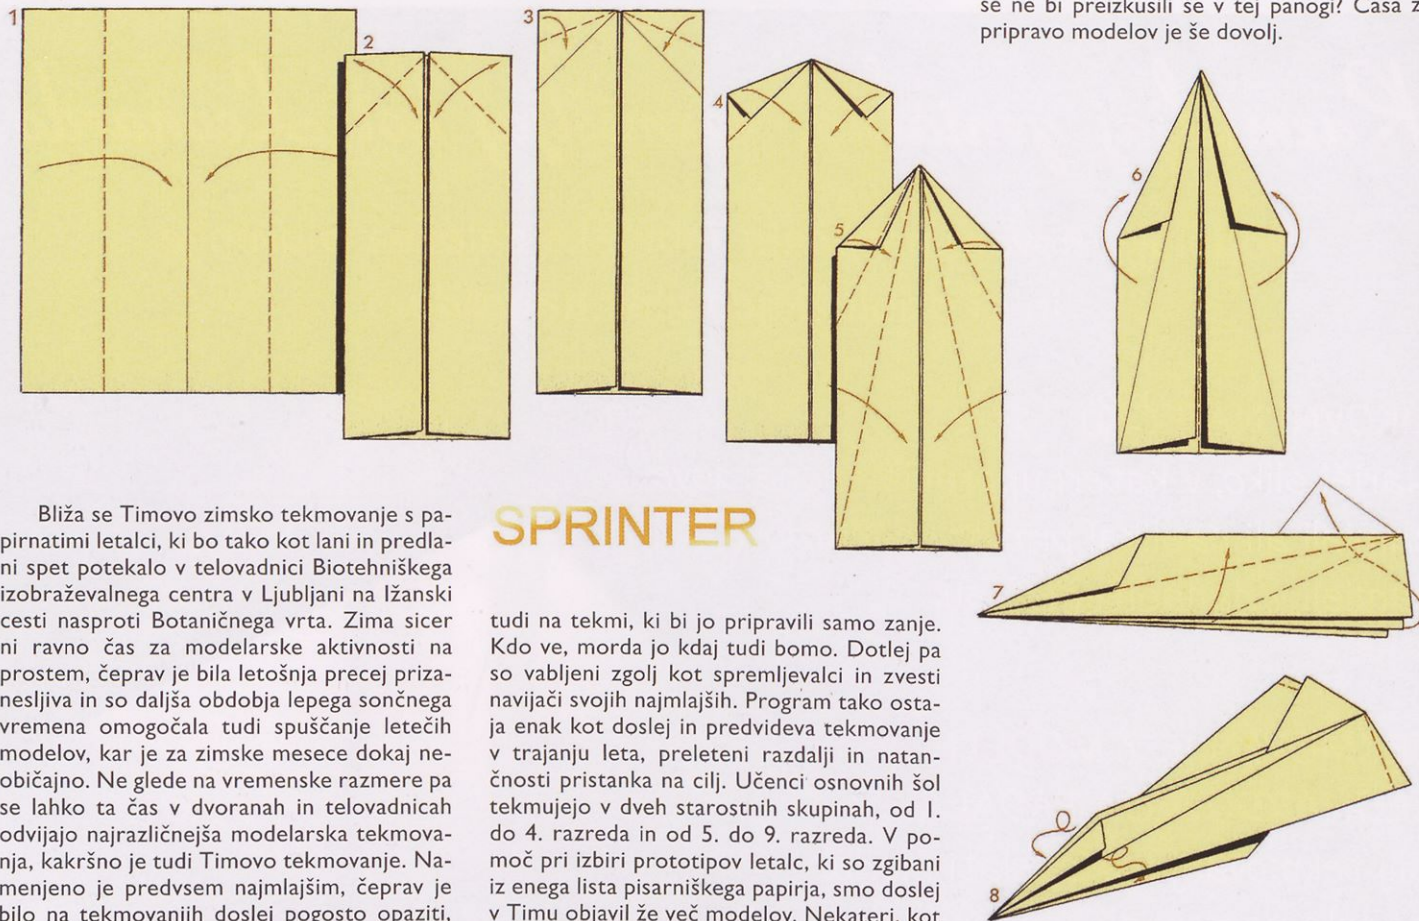 1
2
3
4
5
6
7
8
Bliža se Timovo zimsko tekmovanje s pa-
pirnatimi letalci, ki bo tako kot lani in predla-
ni spet potekalo v telovadnici Biotehniškega
izobraževalnega centra v Ljubljani na Ižanski
cesti nasproti Botaničnega vrta. Zima sicer
ni ravno čas za modelarske aktivnosti na
prostem, čeprav je bila letošnja precej priza-
nesljiva in so daljša obdobja lepega sončnega
vremena omogočala tudi spuščanje letečih
modelov, kar je za zimske mesece dokaj ne-
običajno. Ne glede na vremenske razmere pa
se lahko ta čas v dvoranah in telovadnicah
odvijajo najrazličnejša modelarska tekmova-
nja, kakršno je tudi Timovo tekmovanje. Na-
menjeno je predvsem najmlajšim, čeprav je
bilo na tekmovanjih doslej pogosto opaziti,
SPRINTER
tudi na tekmi, ki bi jo pripravili samo zanje.
Kdo ve, morda jo kdaj tudi bomo. Dotlej pa
so vabljeni zgolj kot spremljevalci in zvesti
navijači svojih najmlajših. Program tako osta-
ja enak kot doslej in predvideva tekmovanje
v trajanju leta, preleteni razdalji in natan-
čnosti pristanka na cilj. Učenci osnovnih šol
tekmujejo v dveh starostnih skupinah, od 1.
do 4. razreda in od 5. do 9. razreda. V po-
moč pri izbiri prototipov letalc, ki so zgibani
iz enega lista pisarniškega papirja, smo doslej
v Timu objavil že več modelov. Nekateri, kot
se ne bi preizkusili se v tej panogi? Časa z
pripravo modelov je še dovolj.